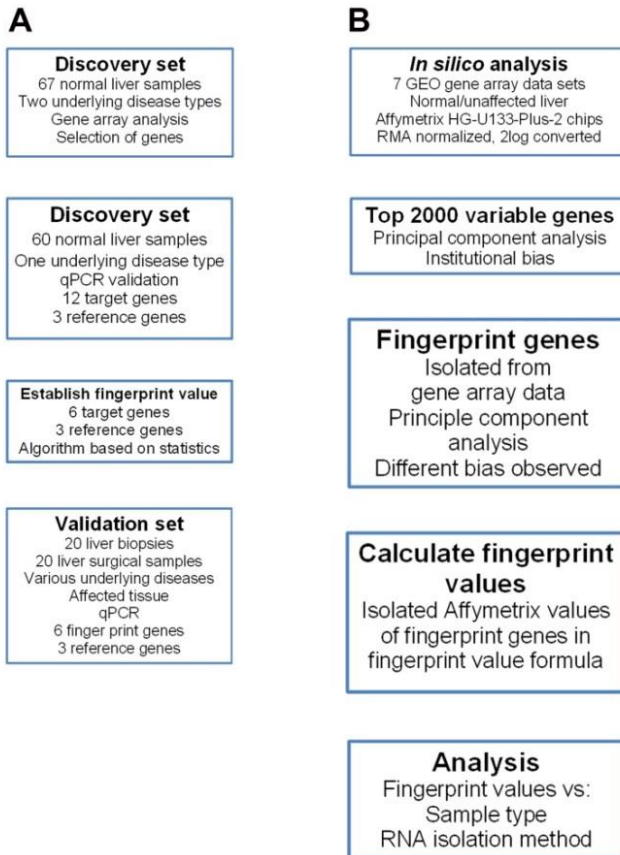 A
Discovery set
67 normal liver samples
Two underlying disease types
Gene array analysis
Selection of genes
Discovery set
60 normal liver samples
One underlying disease type
qPCR validation
12 target genes
3 reference genes
Establish fingerprint value
6 target genes
3 reference genes
Algorithm based on statistics
Validation set
20 liver biopsies
20 liver surgical samples
Various underlying diseases
Affected tissue
qPCR
6 finger print genes
3 reference genes
B
In silico analysis
7 GEO gene array data sets
Normal/unaffected liver
Affymetrix HG-U133-Plus-2 chips
RMA normalized, 2log converted
Top 2000 variable genes
Principal component analysis
Institutional bias
Fingerprint genes
Isolated from
gene array data
Principle component
analysis
Different bias observed
Calculate fingerprint
values
Isolated Affymetrix values
of fingerprint genes in
fingerprint value formula
Analysis
Fingerprint values vs:
Sample type
RNA isolation method